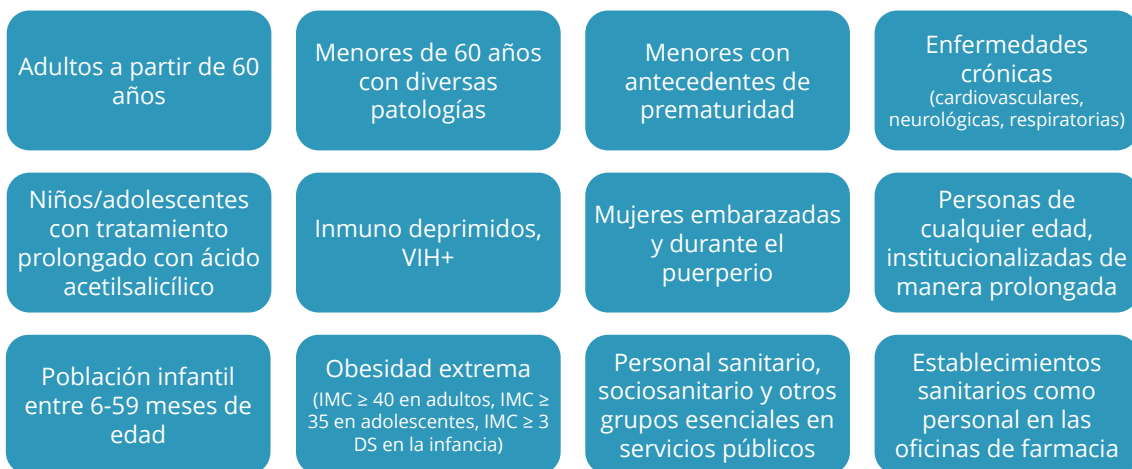 Adultos a partir de 60
años
Menores de 60 años
con diversas
patologías
Menores con
antecedentes de
prematuridad
Enfermedades
crónicas
(cardiovasculares,
neurológicas, respiratorias)
Niños/adolescentes
con tratamiento
prolongado con ácido
acetilsalicílico
Inmuno deprimidos,
VIH+
Mujeres embarazadas
y durante el
puerperio
Personas de
cualquier edad,
institucionalizadas de
manera prolongada
Población infantil
entre 6-59 meses de
edad
Obesidad extrema
(IMC ≥ 40 en adultos, IMC ≥
35 en adolescentes, IMC ≥ 3
DS en la infancia)
Personal sanitario,
sociosanitario y otros
grupos esenciales en
servicios públicos
Establecimientos
sanitarios como
personal en las
oficinas de farmacia